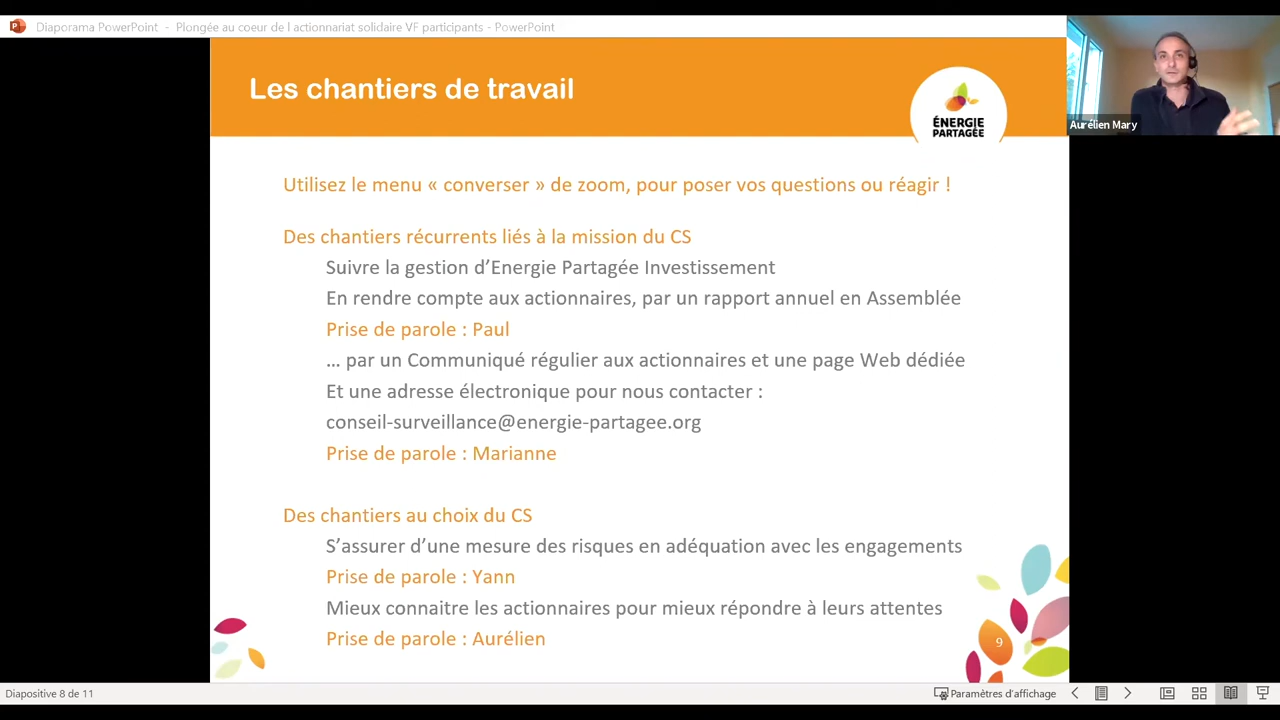 Diaporama PowerPoint - Plongée au coeur de l actionnariat solidaire VF participants - PowerPoint
Les chantiers de travail
ÉNERGIE
PARTAGÉE
Aurélien Mary
Utilisez le menu « converser » de zoom, pour poser vos questions ou réagir !
Des chantiers récurrents liés à la mission du CS
Suivre la gestion d’Energie Partagée Investissement
En rendre compte aux actionnaires, par un rapport annuel en Assemblée
Prise de parole : Paul
... par un Communiqué régulier aux actionnaires et une page Web dédiée
Et une adresse électronique pour nous contacter :
conseil-surveillance@energie-partagee.org
Prise de parole : Marianne
Des chantiers au choix du CS
S’assurer d’une mesure des risques en adéquation avec les engagements
Prise de parole : Yann
Mieux connaitre les actionnaires pour mieux répondre à leurs attentes
Prise de parole : Aurélien
9
Diapositive 8 de 11
Paramètres d'affichage